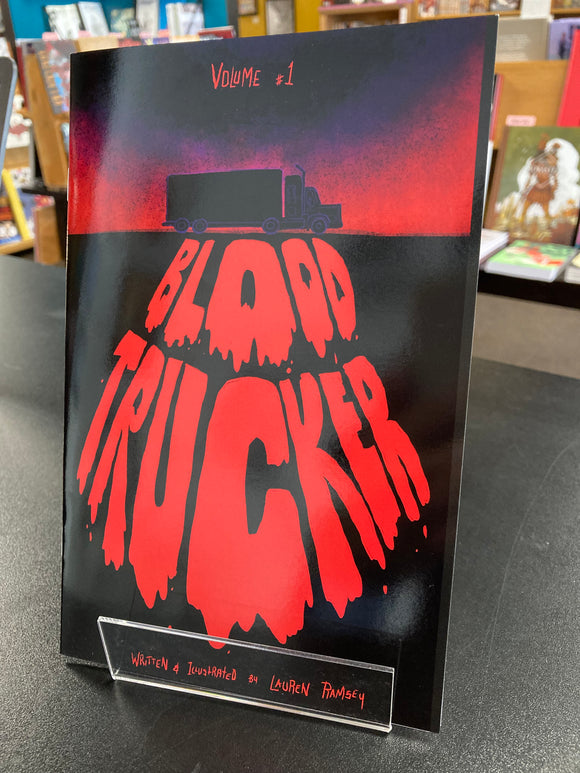 VOLUME #1
BLOOD
TRUCKER
WRITTEN & ILLUSTRATED BY LAUREN RAMSEY